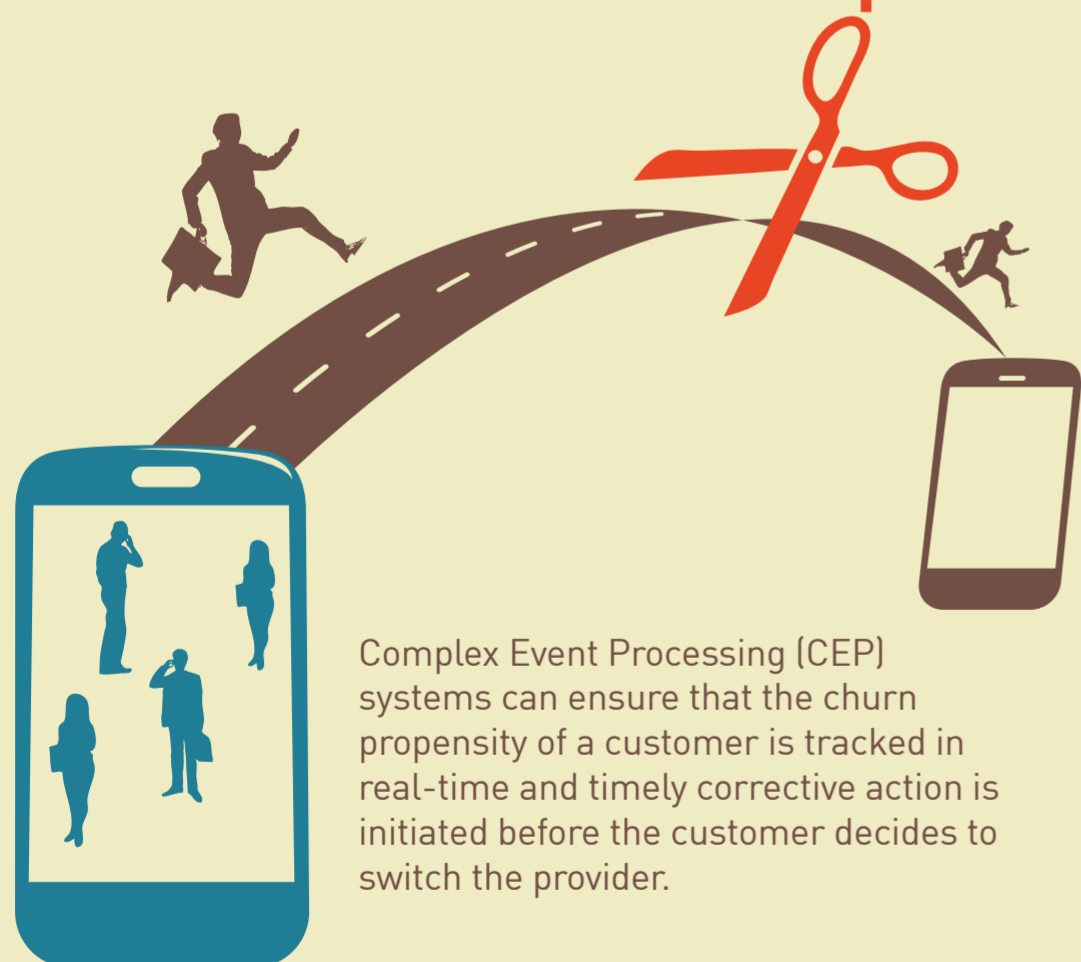 Complex Event Processing (CEP)
systems can ensure that the churn
propensity of a customer is tracked in
real-time and timely corrective action is
initiated before the customer decides to
switch the provider.